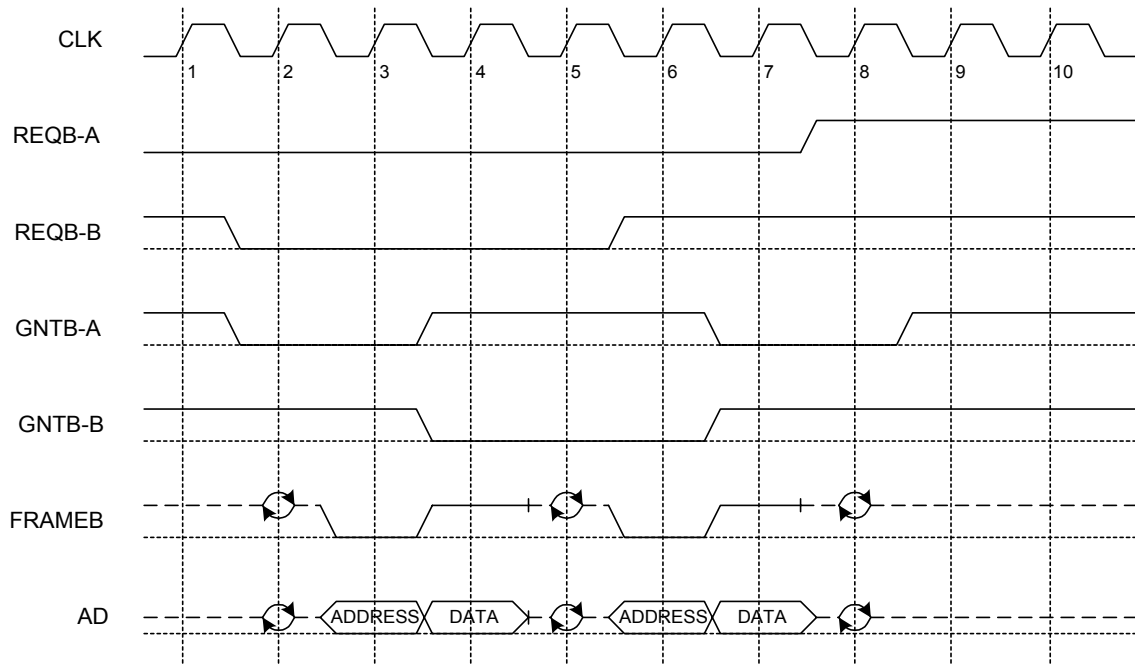 CLK
1 2 3 4 5 6 7 8 9 10
REQB-A
REQB-B
GNTB-A
GNTB-B
FRAMEB
AD ADDRESS DATA ADDRESS DATA